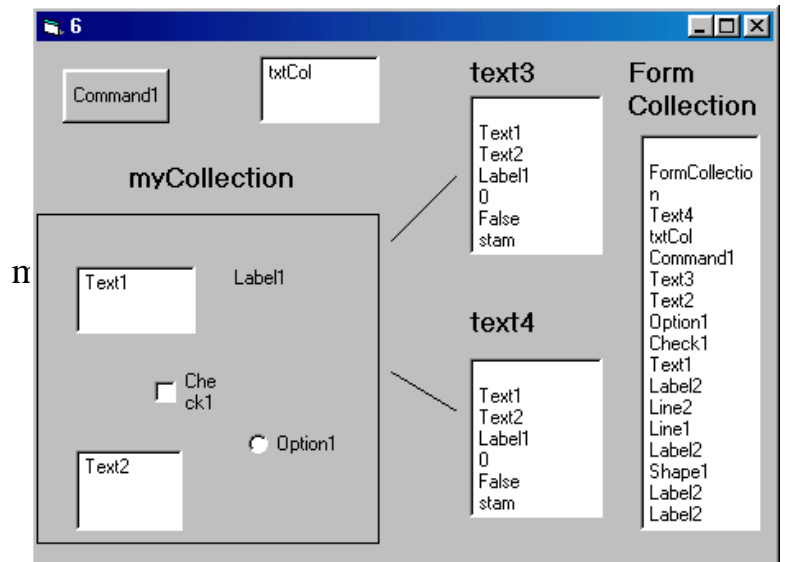 6
Command1
txtCol
text3
Text1
Text2
Label1
0
False
stam
Form
Collection
FormCollectio
n
Text4
txtCol
Command1
Text3
Text2
Option1
Check1
Text1
Label2
Line2
Line1
Label2
Shape1
Label2
Label2
myCollection
Text1
Label1
Che
ck1
Option1
Text2
text4
Text1
Text2
Label1
0
False
stam